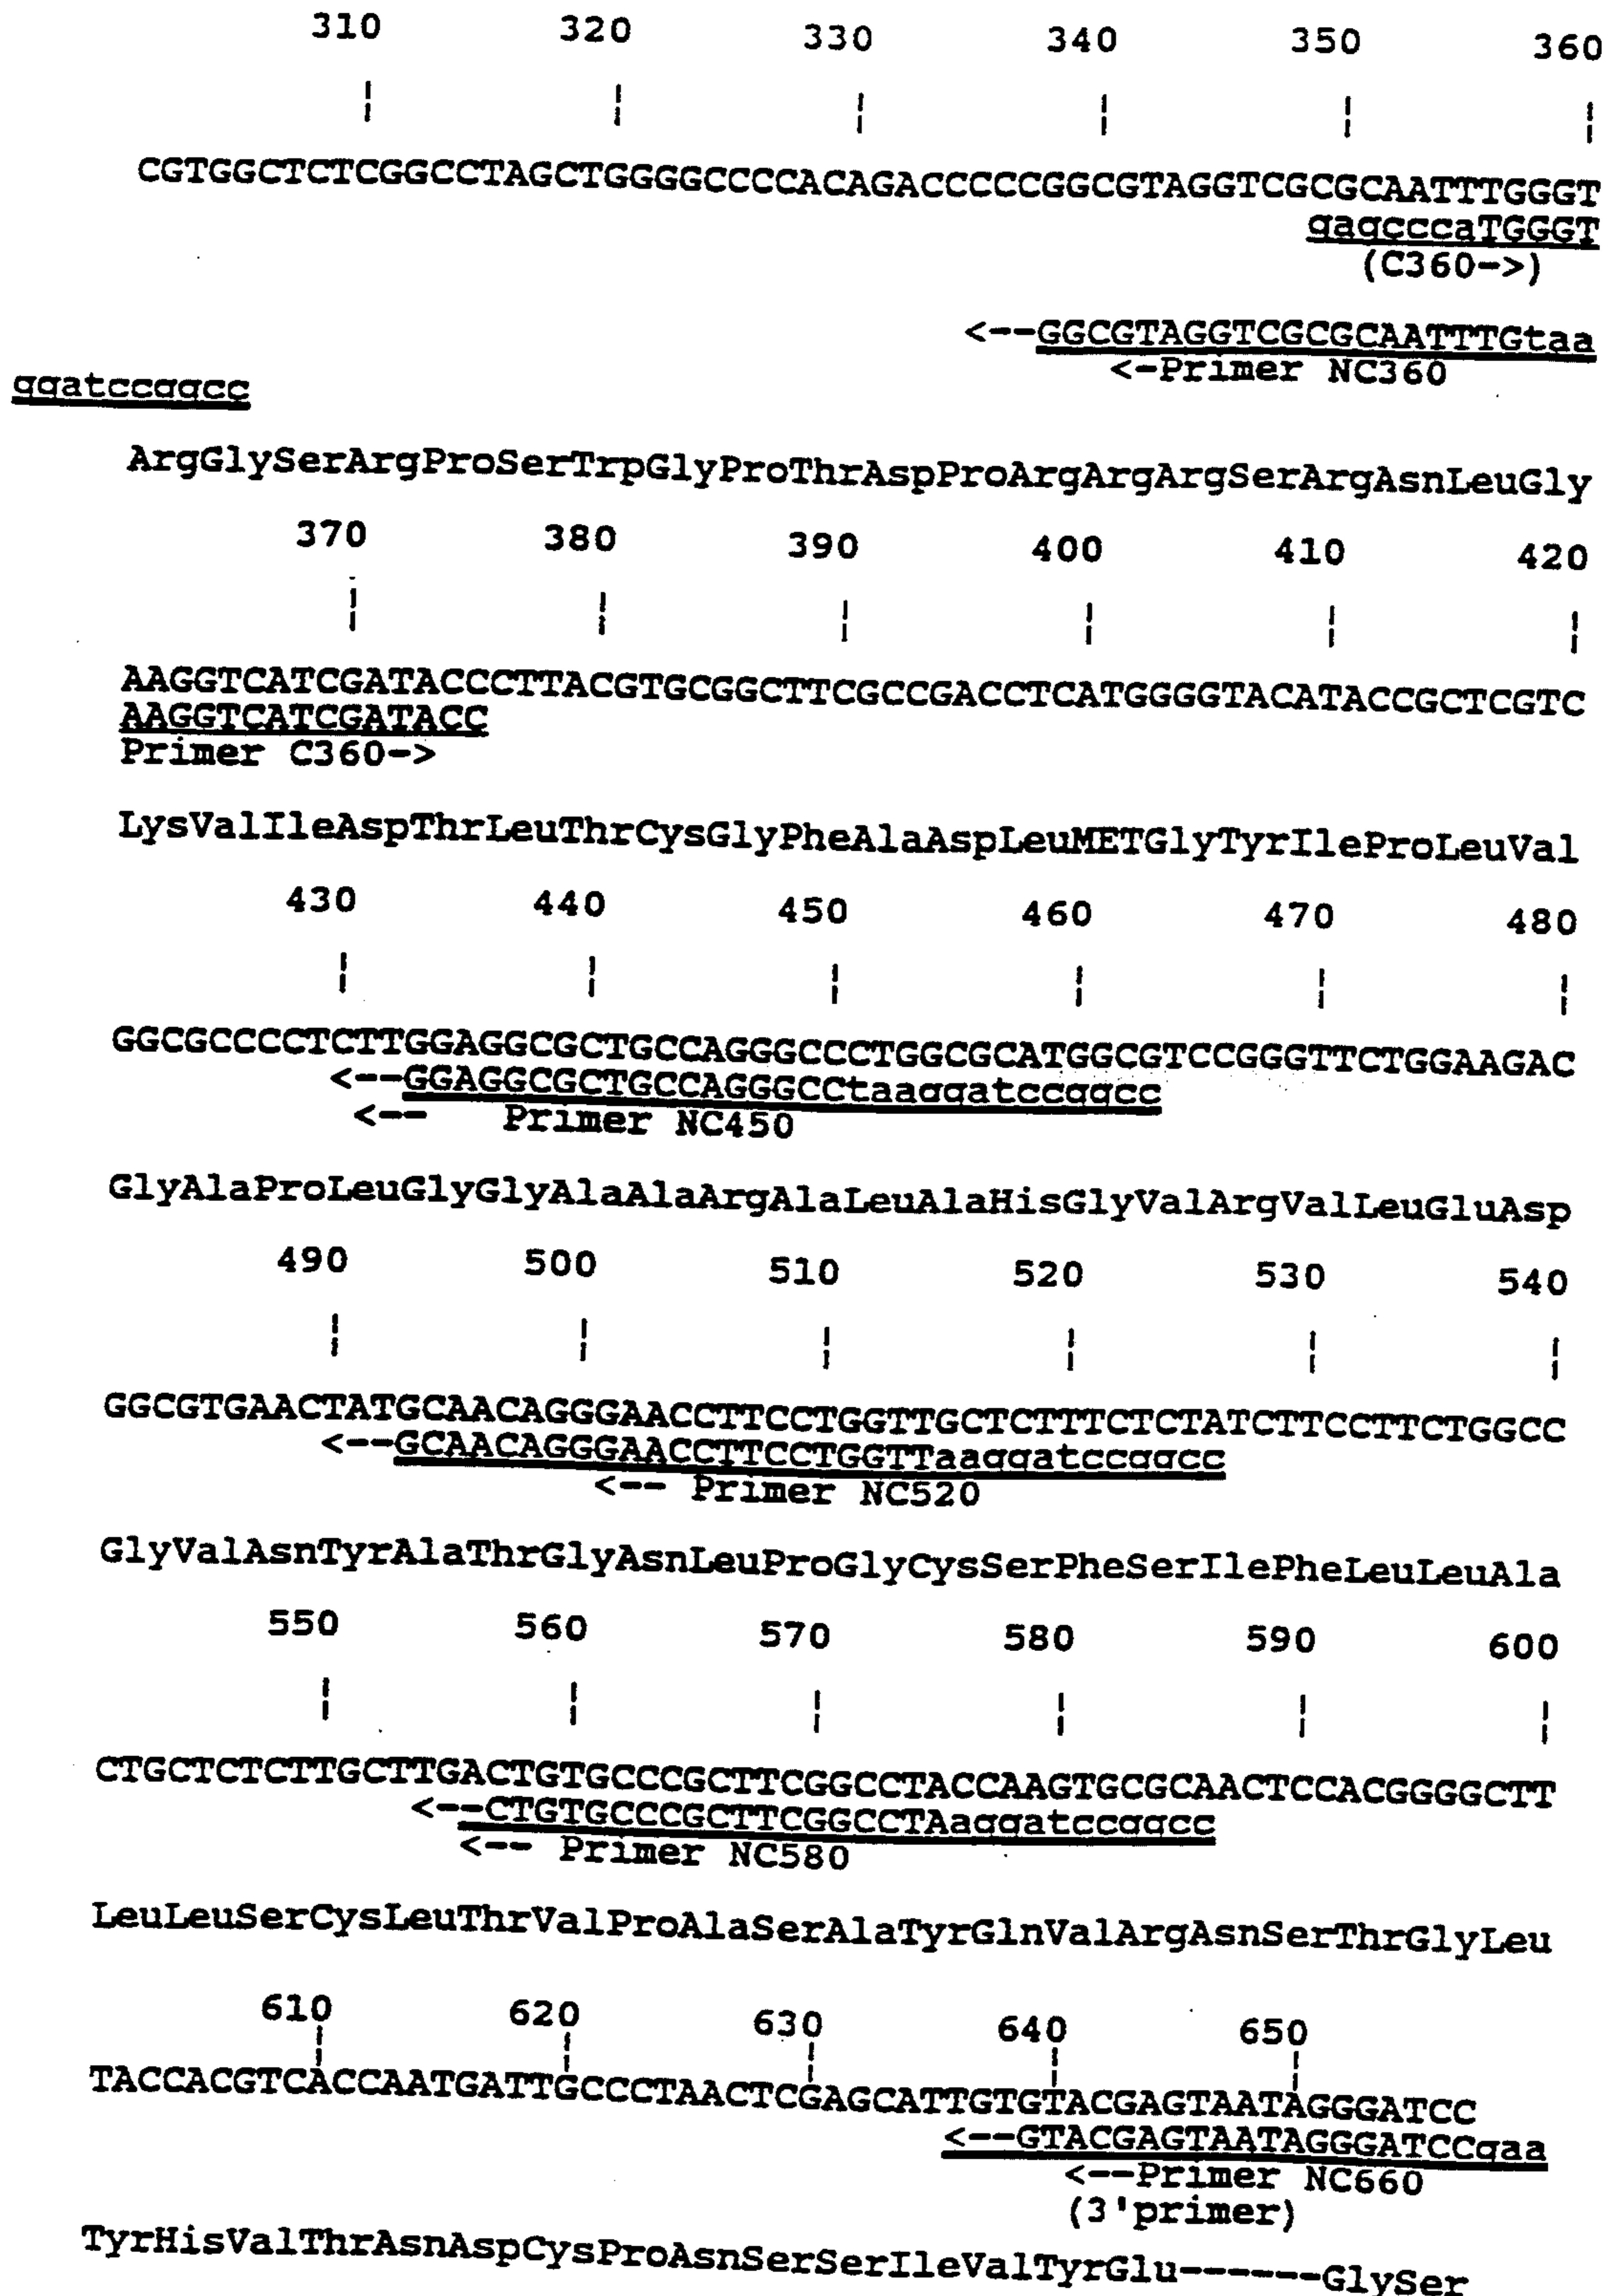 310 320 330 340 350 360
CGTGGCTCTCGGCCTAGCTGGGGCCCCACAGACCCCCGGCGTAGGTCGCGCAATTTGGGT
gagcccaTGGGT
(C360->)
<--GGCGTAGGTCGCGCAATTTGtaa
<-Primer NC360
ggatccggcc
ArgGlySerArgProSerTrpGlyProThrAspProArgArgArgSerArgAsnLeuGly
370 380 390 400 410 420
AAGGTCATCGATACCCTTACGTGCGGCTTCGCCGACCTCATGGGGTACATACCGCTCGTC
AAGGTCATCGATACC
Primer C360->
LysValIleAspThrLeuThrCysGlyPheAlaAspLeuMETGlyTyrIleProLeuVal
430 440 450 460 470 480
GGCGCCCCTCTTGGAGGCGCTGCCAGGGCCCTGGCGCATGGCGTCCGGGTTCTGGAAGAC
<--GGAGGCGCTGCCAGGGCCtaaggatccggcc
<-- Primer NC450
GlyAlaProLeuGlyGlyAlaAlaArgAlaLeuAlaHisGlyValArgValLeuGluAsp
490 500 510 520 530 540
GGCGTGAACTATGCAACAGGGAACCTTCCTGGTTGCTCTTTCTCTATCTTCCTTCTGGCC
<--GCAACAGGGAACCTTCCTGGTTaaggatccggcc
<-- Primer NC520
GlyValAsnTyrAlaThrGlyAsnLeuProGlyCysSerPheSerIlePheLeuLeuAla
550 560 570 580 590 600
CTGCTCTCTTGCTTGACTGTGCCCGCTTCGGCCTACCAAGTGCGCAACTCCACGGGGCTT
<--CTGTGCCCGCTTCGGCCTAaggatccggcc
<-- Primer NC580
LeuLeuSerCysLeuThrValProAlaSerAlaTyrGlnValArgAsnSerThrGlyLeu
610 620 630 640 650
TACCACGTCACCAATGATTGCCCTAACTCGAGCATTGTGTACGAGTAATAGGGATCC
<--GTACGAGTAATAGGGATCCgaa
<--Primer NC660
(3'primer)
TyrHisValThrAsnAspCysProAsnSerSerIleValTyrGlu------GlySer